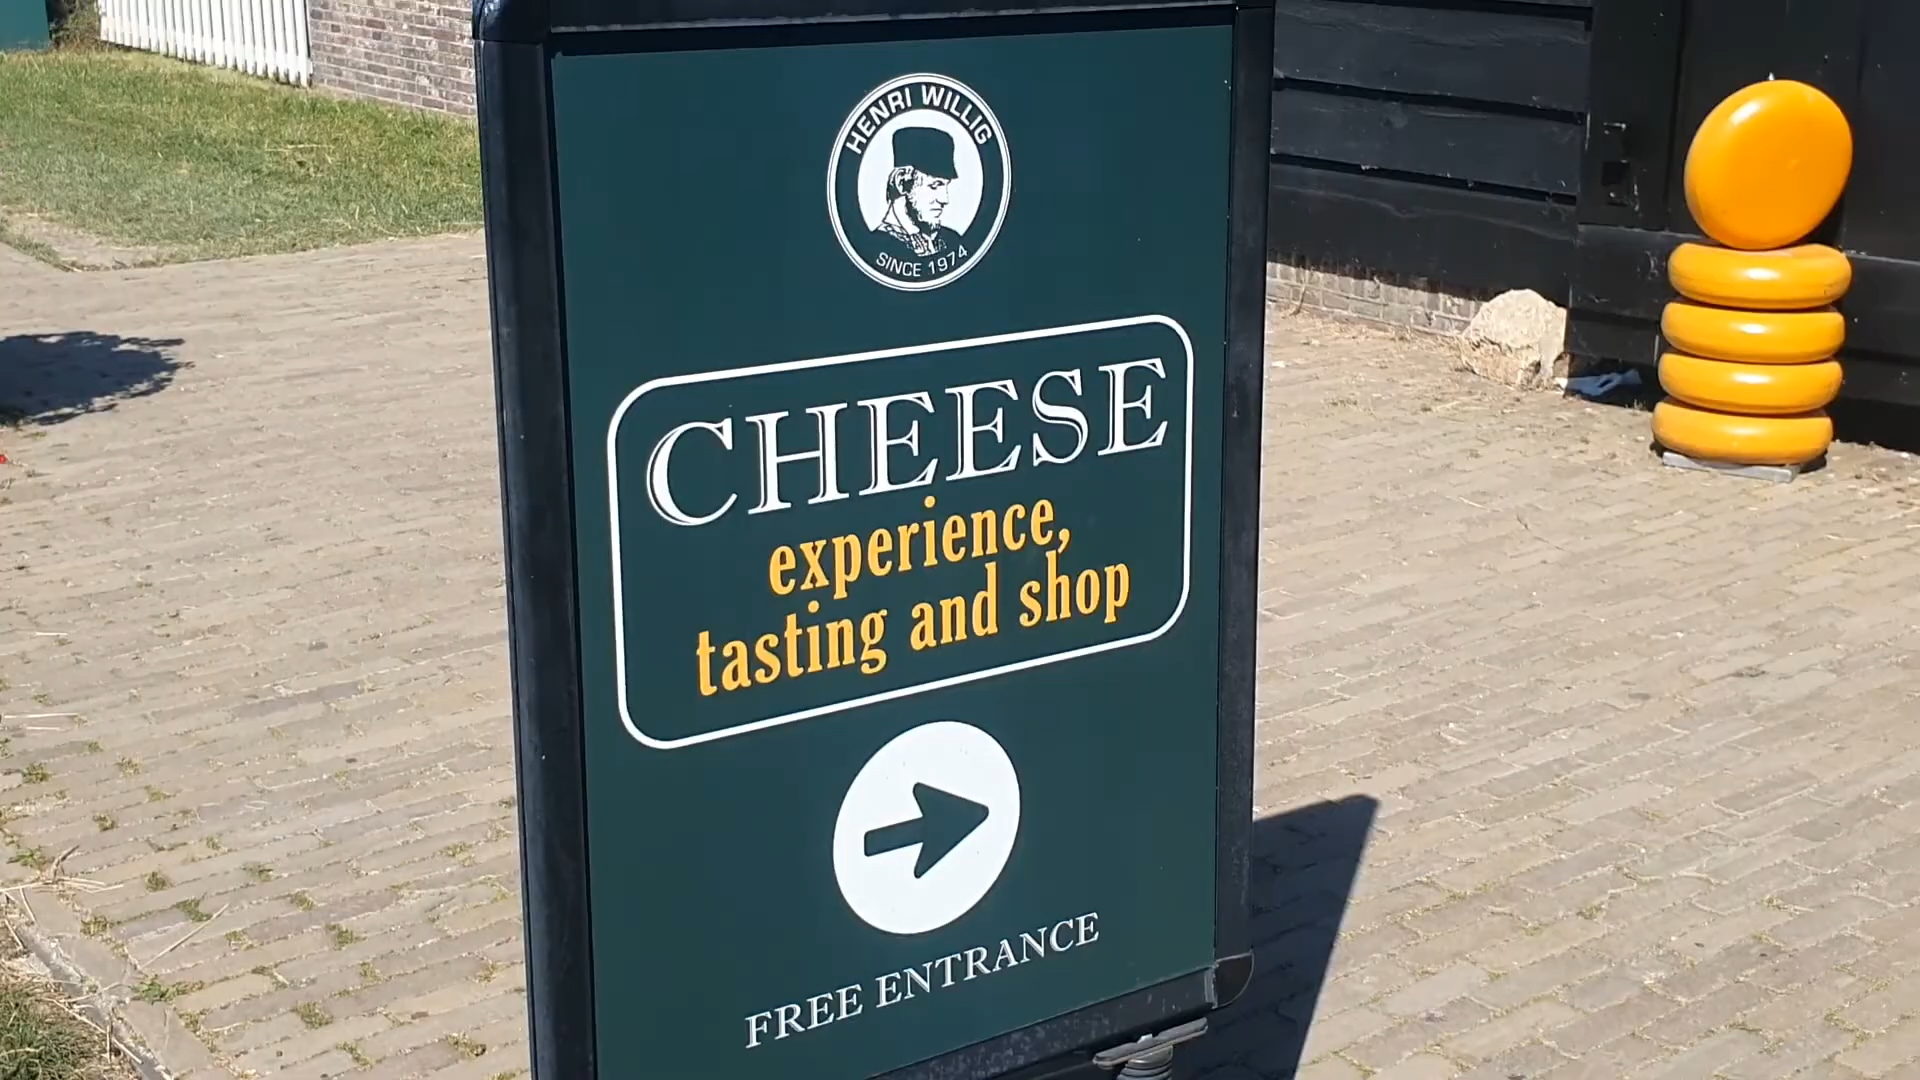 HENRI WILLIG
SINCE 1974
CHEESE
experience,
tasting and shop
FREE ENTRANCE